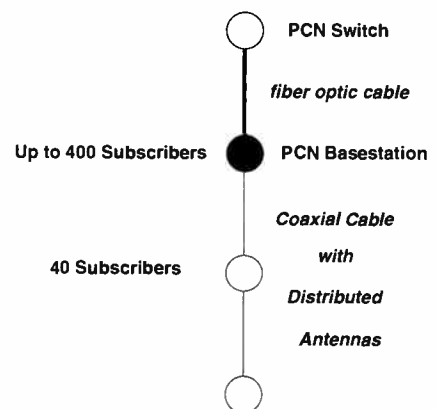 PCN Switch
fiber optic cable
Up to 400 Subscribers
PCN Basestation
Coaxial Cable
with
40 Subscribers
Distributed
Antennas